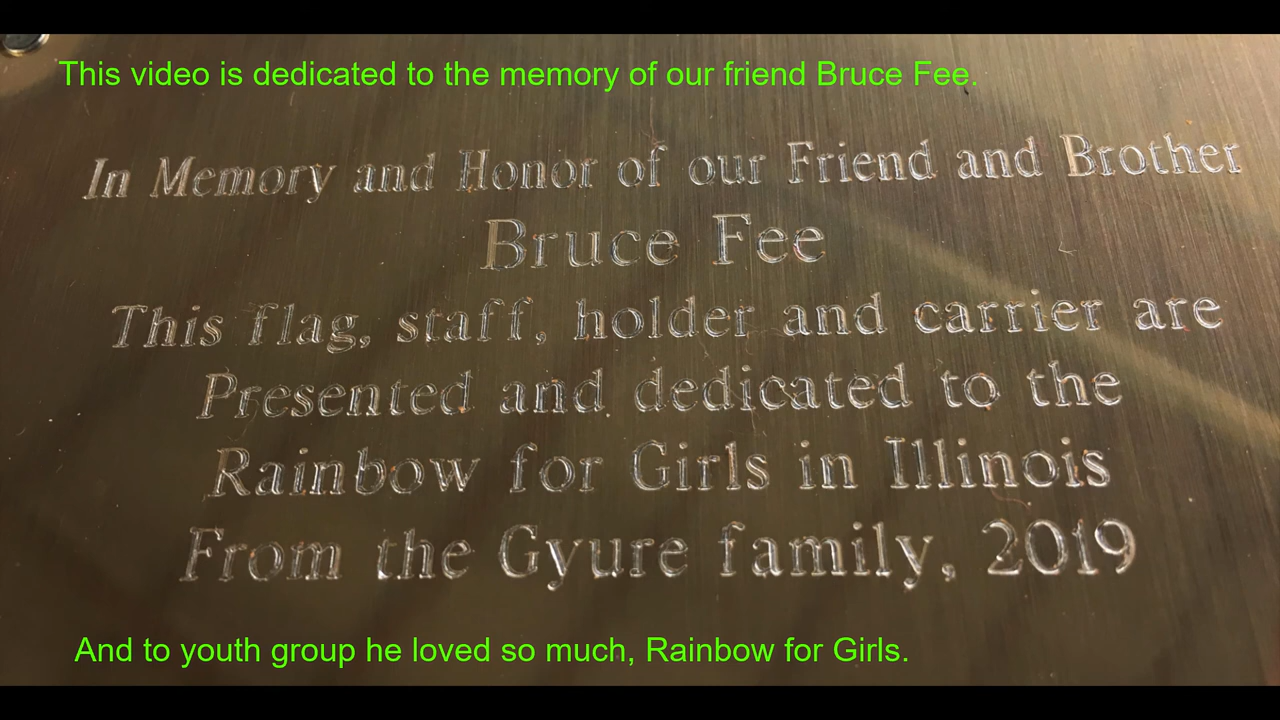 This video is dedicated to the memory of our friend Bruce Fee.
In Memory and Honor of our Friend and Brother
Bruce Fee
This flag, staff, holder and carrier are
Presented and dedicated to the
Rainbow for Girls in Illinois
From the Gyure family, 2019
And to youth group he loved so much, Rainbow for Girls.